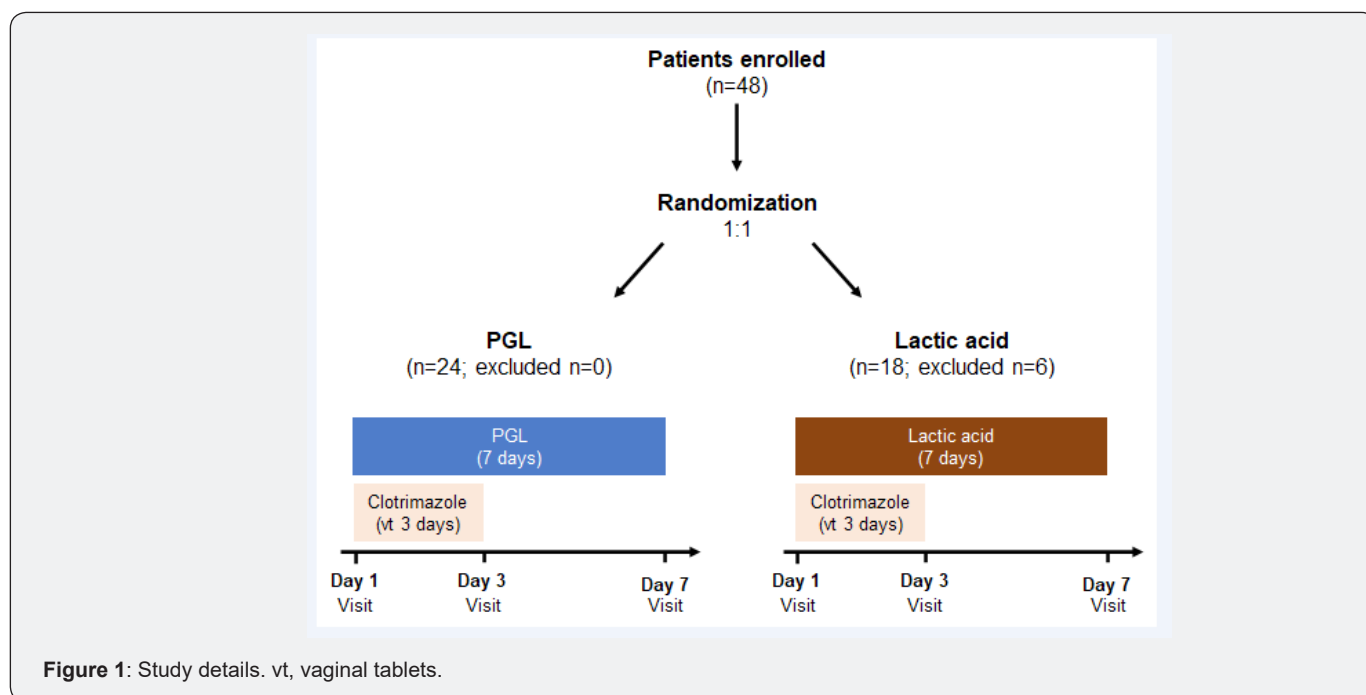 Patients enrolled
(n=48)
Randomization
1:1
PGL
(n=24; excluded n=0)
Lactic acid
(n=18; excluded n=6)
PGL
(7 days)
Clotrimazole
(vt 3 days)
Day 1
Visit
Day 3
Visit
Day 7
Visit
Lactic acid
(7 days)
Clotrimazole
(vt 3 days)
Day 1
Visit
Day 3
Visit
Day 7
Visit
Figure 1: Study details. vt, vaginal tablets.